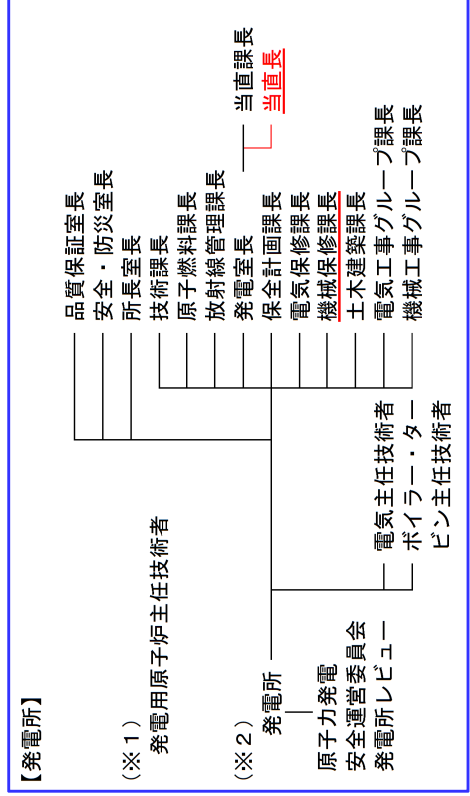 【発電所】
(※1)
発電用原子炉主任技術者
(※2)
発電所
原子力発電
安全運営委員会
発電所レビュー
電気主任技術者
ボイラー・ター
ビン主任技術者
品質保証室長
安全・防災室長
所長室長
技術課長
原子燃料課長
放射線管理課長
発電室長
当直課長
当直長
保全計画課長
電気保修課長
機械保修課長
土木建築課長
電気工事グループ課長
機械工事グループ課長